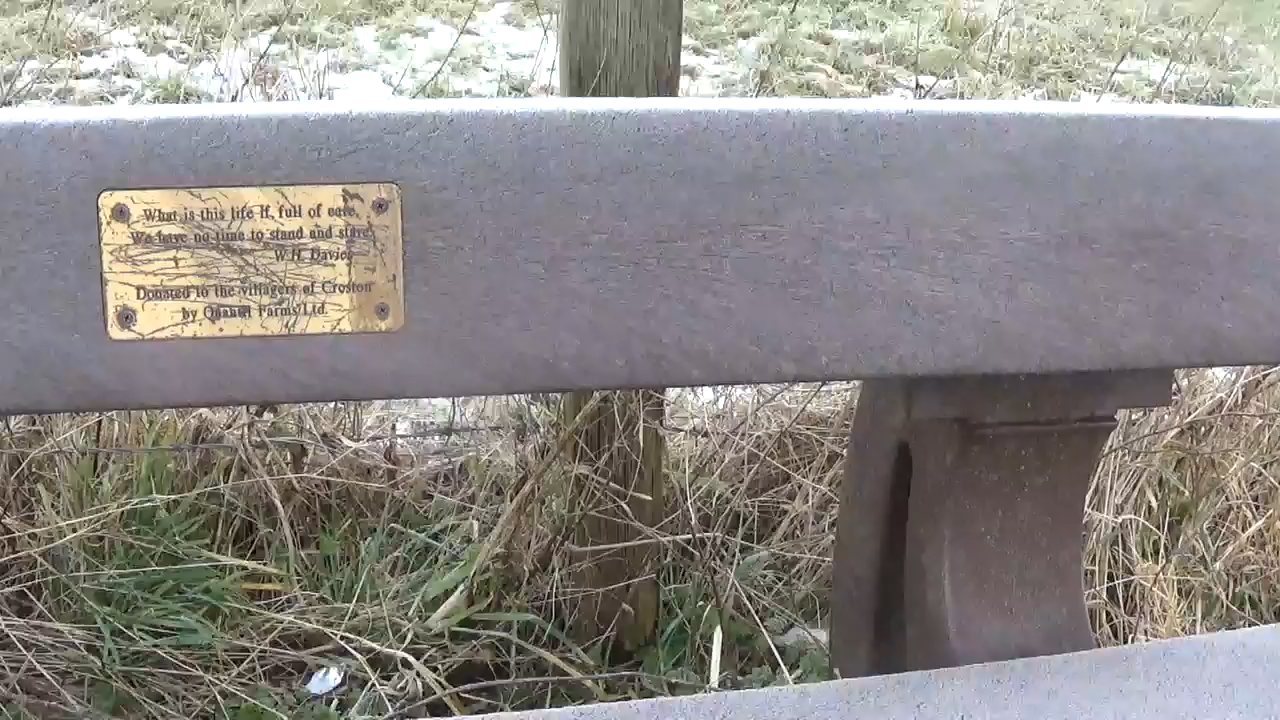 What is this life if, full of care,
We have no time to stand and stare.
W.H. Davies
Donated to the villagers of Croston
by Farms Ltd.